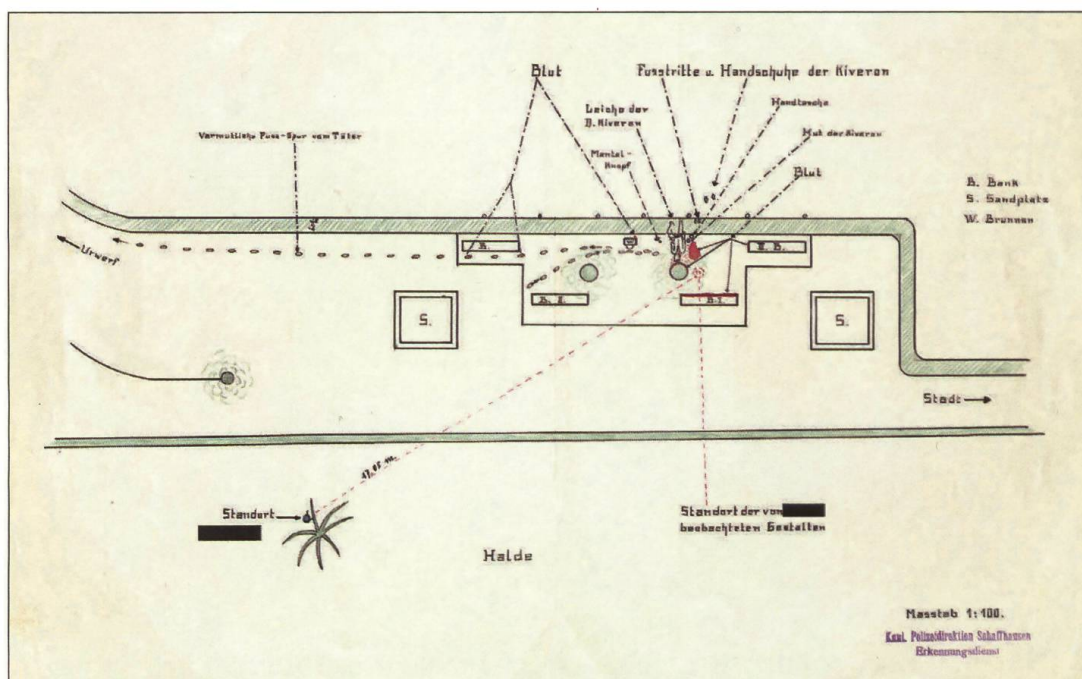 Blut
Fusstritte u. Handschuhe der Kiveron
Leiche der
B. Kiveron
Handtasche
Vermutliche Fuss-Spur vom Täter
Mantel-
Knopf
Hut der Kiveron
Blut
B. Bank
S. Sandplatz
W. Brunnen
Urwerf
B.
II. B.
B. I.
B.I.
S.
S.
Stadt
Standort
Standort der von
beobachteten Gestalten
Halde
Masstab 1:100.
Kant. Polizeidirektion Schaffhausen
Erkennungsdienst